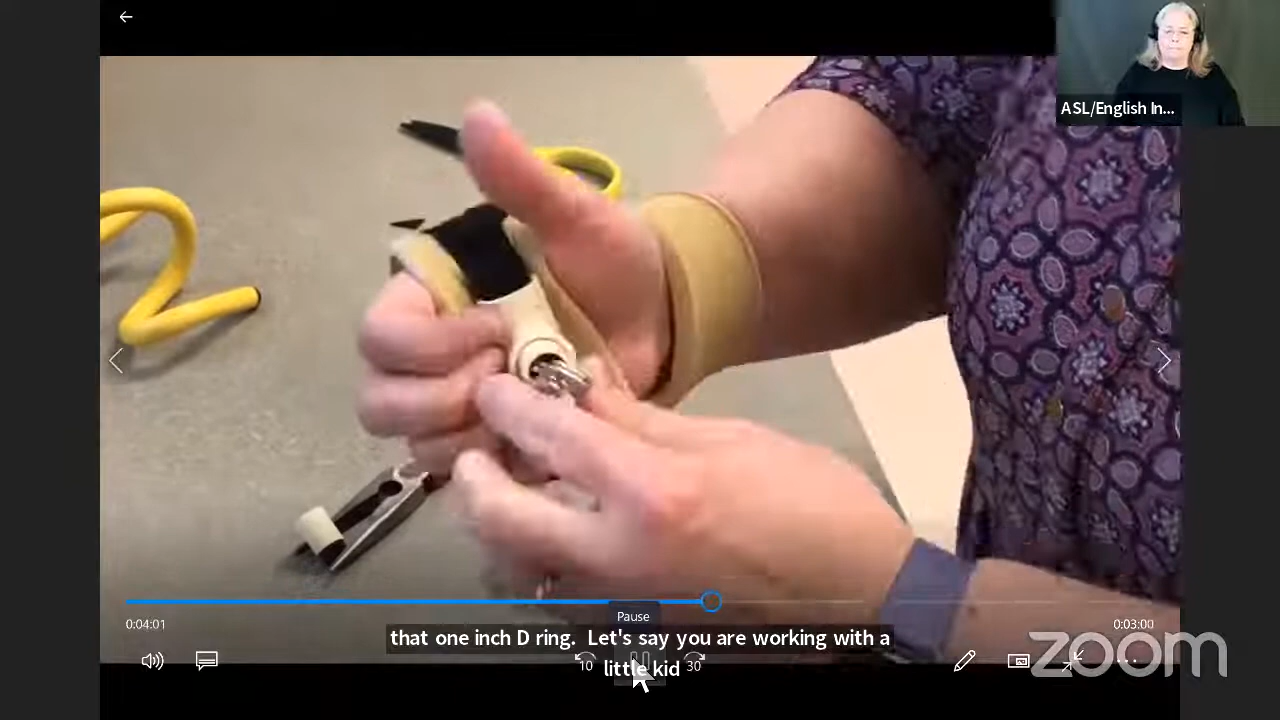 ASL/English In...
0:04:01
Pause
0:03:00
that one inch D ring.  Let's say you are working with a
little kid
10
30
zoom